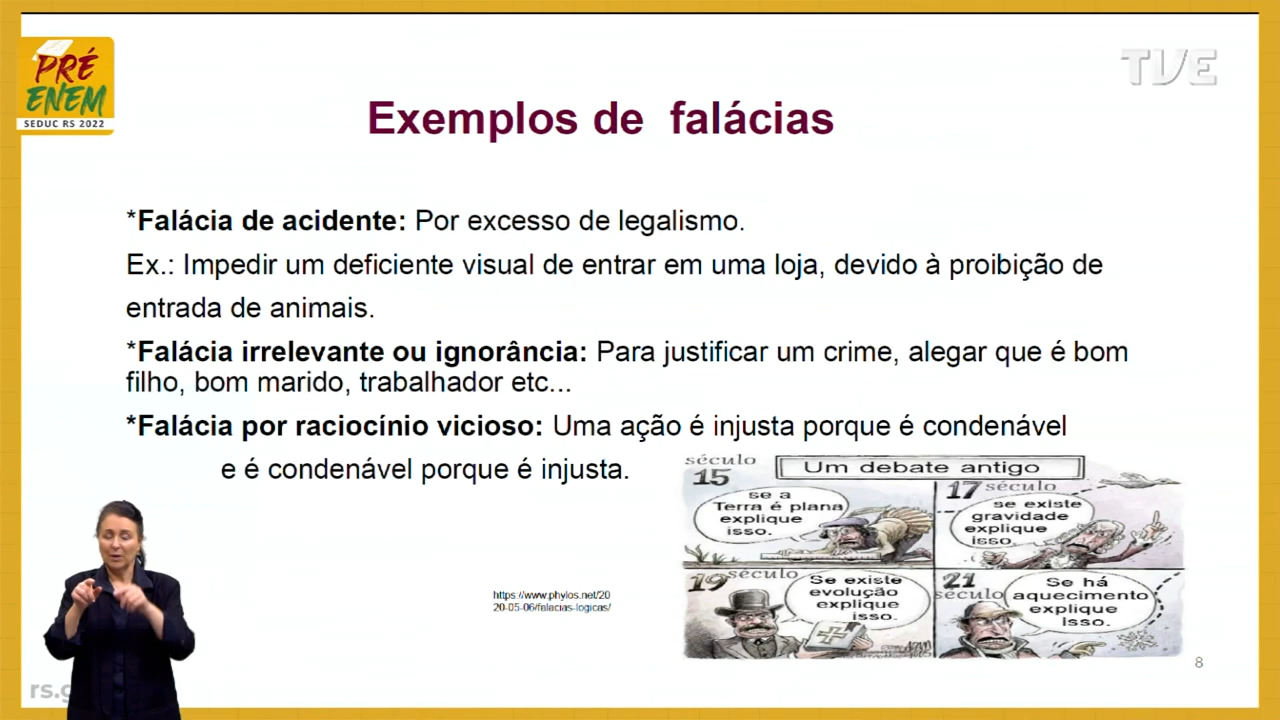 PRÉ
ENEM
SEDUC RS 2022
TVE
Exemplos de falácias
*Falácia de acidente: Por excesso de legalismo.
Ex.: Impedir um deficiente visual de entrar em uma loja, devido à proibição de
entrada de animais.
*Falácia irrelevante ou ignorância: Para justificar um crime, alegar que é bom
filho, bom marido, trabalhador etc...
*Falácia por raciocínio vicioso: Uma ação é injusta porque é condenável
e é condenável porque é injusta.
Um debate antigo
século
15
se a
Terra é plana
explique
isso.
17 século
se existe
gravidade
explique
isso.
19 século
Se existe
evolução
explique
isso.
21
século
Se há
aquecimento
explique
isso.
https://www.phylos.net/20
20-05-06/falacias-logicas/
8